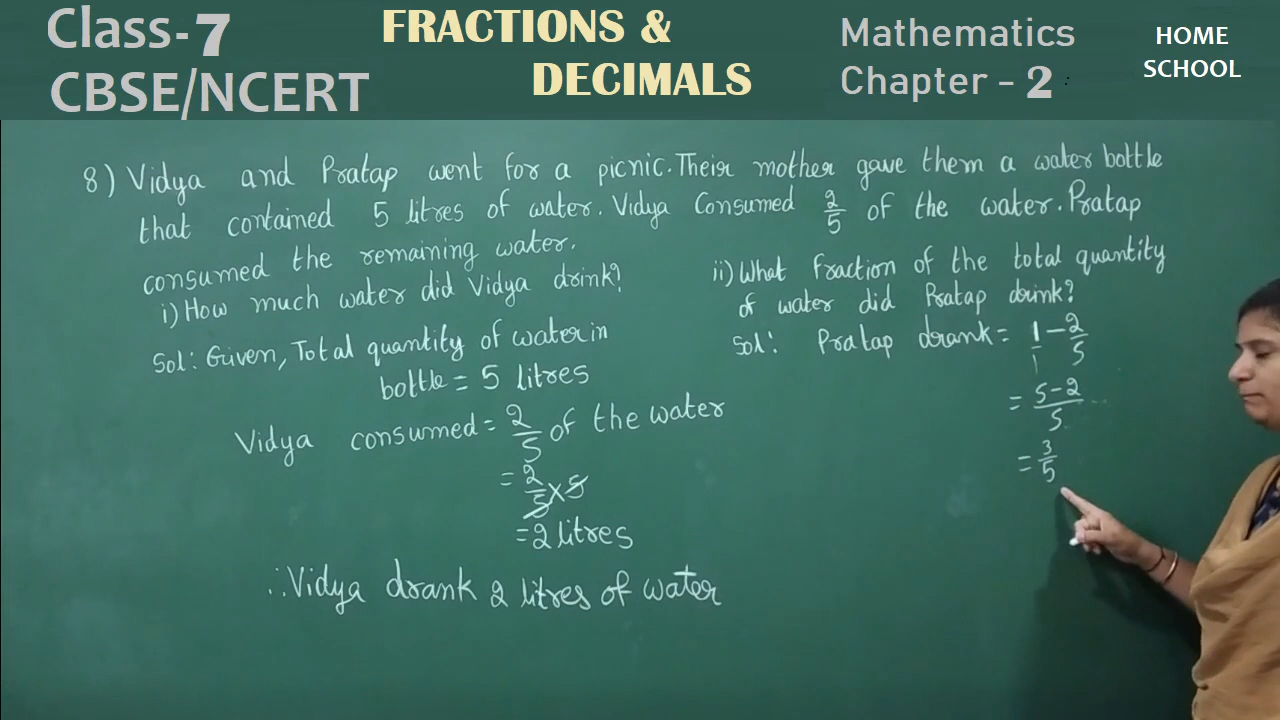 Class-7
CBSE/NCERT
FRACTIONS &
DECIMALS
Mathematics
Chapter - 2
HOME
SCHOOL
8) Vidya and Pratap went for a picnic. Their mother gave them a water bottle
that contained 5 litres of water. Vidya Consumed 2/5 of the water. Pratap
consumed the remaining water.
i) How much water did Vidya drink?
Sol: Given, Total quantity of water in
bottle = 5 litres
Vidya consumed = 2/5 of the water
= 2/5 × 5
= 2 litres
∴ Vidya drank 2 litres of water
ii) What Fraction of the total quantity
of water did Pratap drink?
Sol: Pratap drank = 1/1 - 2/5
= 5-2/5
= 3/5